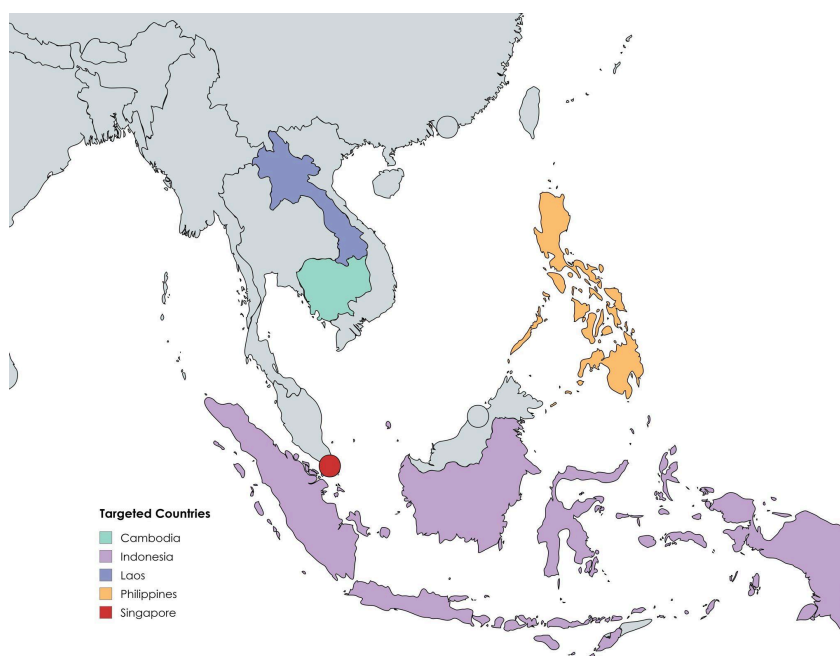 Targeted Countries
Cambodia
Indonesia
Laos
Philippines
Singapore